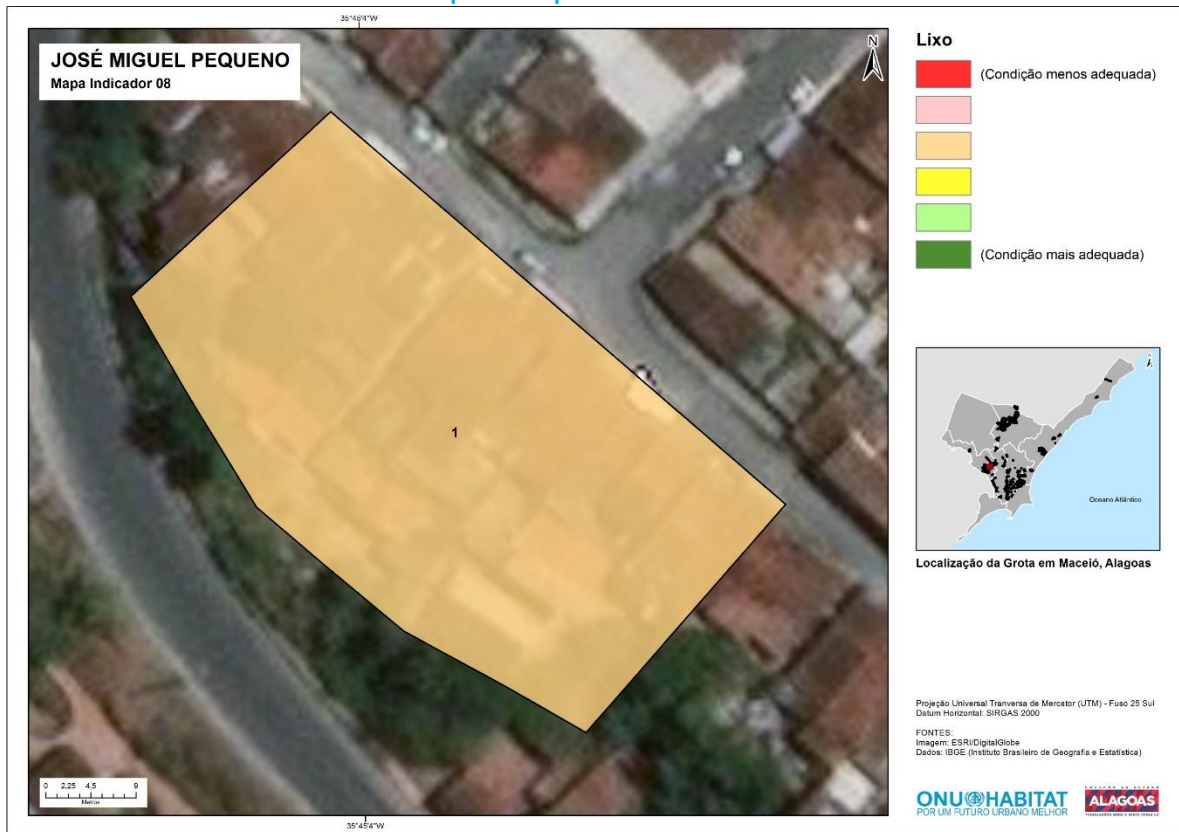 35°45'4"W
JOSÉ MIGUEL PEQUENO
Mapa Indicador 08
N
1
0 2,25 4,5 9
Metros
35°45'4"W
Lixo
(Condição menos adequada)
(Condição mais adequada)
Oceano Atlântico
Localização da Grota em Maceió, Alagoas
Projeção Universal Tranversa de Mercator (UTM) - Fuso 25 Sul
Datum Horizontal: SIRGAS 2000
FONTES:
Imagem: ESRI/DigitalGlobe
Dados: IBGE (Instituto Brasileiro de Geografia e Estatística)
ONU HABITAT
POR UM FUTURO URBANO MELHOR
ALAGOAS